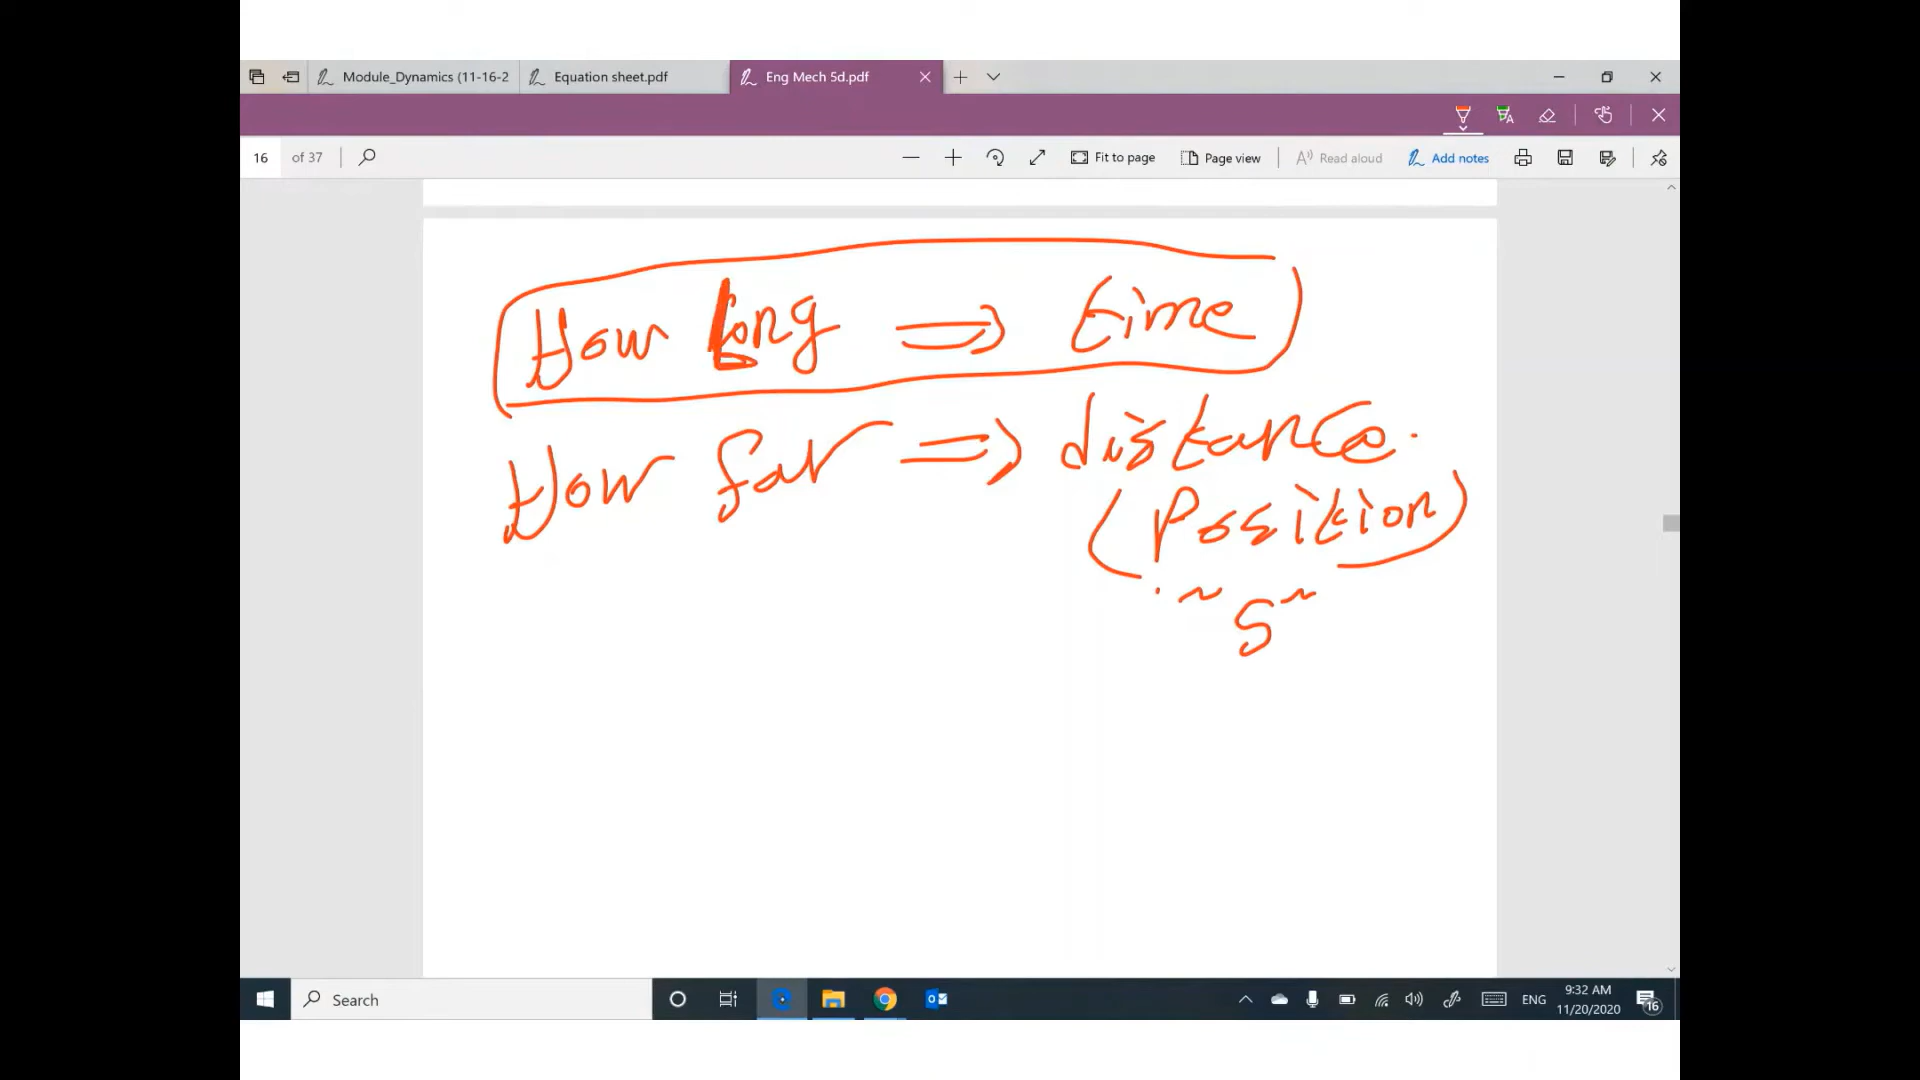 Module_Dynamics (11-16-2
Equation sheet.pdf
Eng Mech 5d.pdf
16 of 37
Fit to page
Page view
Read aloud
Add notes
How long ⇒ time
How far ⇒ distance.
(Position)
~ S ~
Search
ENG
9:32 AM
11/20/2020
16